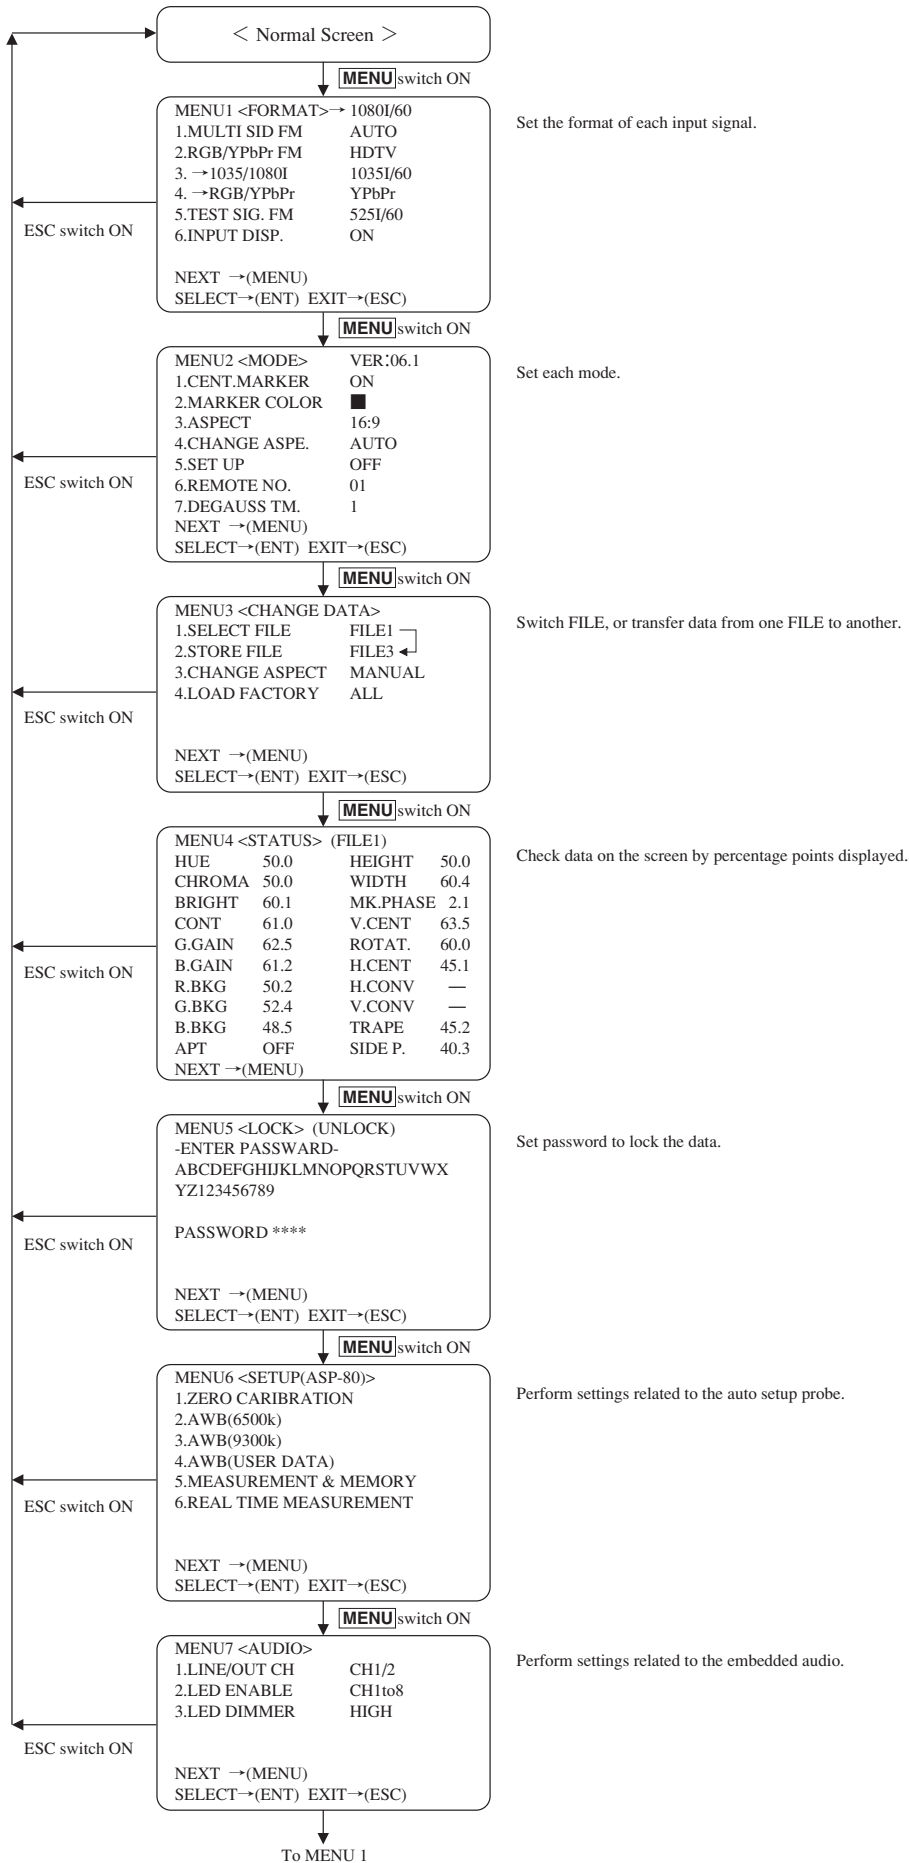 < Normal Screen >
MENU switch ON
MENU1 <FORMAT>→ 1080I/60
1.MULTI SID FM AUTO
2.RGB/YPbPr FM HDTV
3. →1035/1080I 1035I/60
4. →RGB/YPbPr YPbPr
5.TEST SIG. FM 525I/60
6.INPUT DISP. ON
NEXT →(MENU)
SELECT→(ENT) EXIT→(ESC)
Set the format of each input signal.
ESC switch ON
MENU switch ON
MENU2 <MODE> VER:06.1
1.CENT.MARKER ON
2.MARKER COLOR ■
3.ASPECT 16:9
4.CHANGE ASPE. AUTO
5.SET UP OFF
6.REMOTE NO. 01
7.DEGAUSS TM. 1
NEXT →(MENU)
SELECT→(ENT) EXIT→(ESC)
Set each mode.
ESC switch ON
MENU switch ON
MENU3 <CHANGE DATA>
1.SELECT FILE FILE1
2.STORE FILE FILE3
3.CHANGE ASPECT MANUAL
4.LOAD FACTORY ALL
NEXT →(MENU)
SELECT→(ENT) EXIT→(ESC)
Switch FILE, or transfer data from one FILE to another.
ESC switch ON
MENU switch ON
MENU4 <STATUS> (FILE1)
HUE 50.0 HEIGHT 50.0
CHROMA 50.0 WIDTH 60.4
BRIGHT 60.1 MK.PHASE 2.1
CONT 61.0 V.CENT 63.5
G.GAIN 62.5 ROTAT. 60.0
B.GAIN 61.2 H.CENT 45.1
R.BKG 50.2 H.CONV —
G.BKG 52.4 V.CONV —
B.BKG 48.5 TRAPE 45.2
APT OFF SIDE P. 40.3
NEXT →(MENU)
Check data on the screen by percentage points displayed.
ESC switch ON
MENU switch ON
MENU5 <LOCK> (UNLOCK)
-ENTER PASSWARD-
ABCDEFGHIJKLMNOPQRSTUVWX
YZ123456789
PASSWORD ****
NEXT →(MENU)
SELECT→(ENT) EXIT→(ESC)
Set password to lock the data.
ESC switch ON
MENU switch ON
MENU6 <SETUP(ASP-80)>
1.ZERO CARIBRATION
2.AWB(6500k)
3.AWB(9300k)
4.AWB(USER DATA)
5.MEASUREMENT & MEMORY
6.REAL TIME MEASUREMENT
NEXT →(MENU)
SELECT→(ENT) EXIT→(ESC)
Perform settings related to the auto setup probe.
ESC switch ON
MENU switch ON
MENU7 <AUDIO>
1.LINE/OUT CH CH1/2
2.LED ENABLE CH1to8
3.LED DIMMER HIGH
NEXT →(MENU)
SELECT→(ENT) EXIT→(ESC)
Perform settings related to the embedded audio.
ESC switch ON
To MENU 1